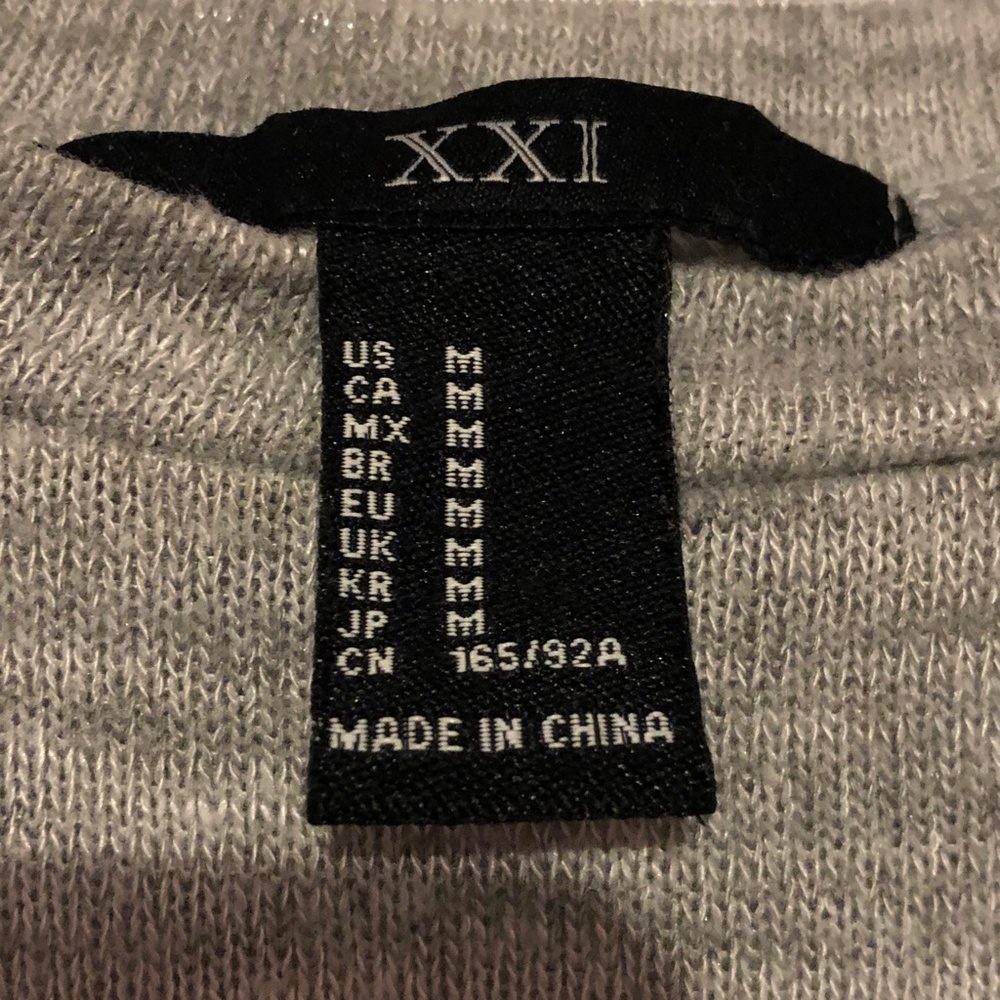 XXI
US M
CA M
MX M
BR M
EU M
UK M
KR M
JP M
CN 165/92A
MADE IN CHINA